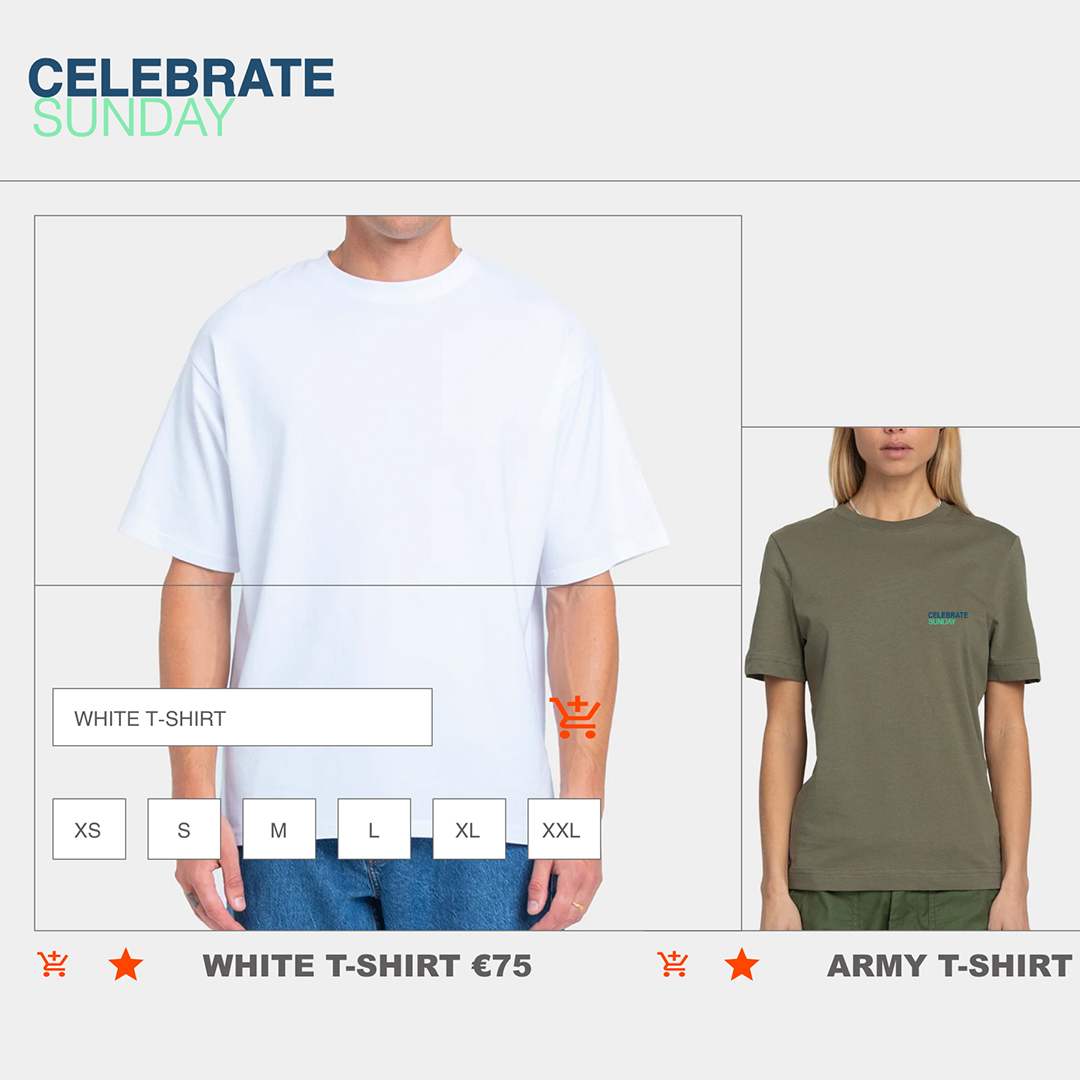 CELEBRATE
SUNDAY
CELEBRATE
SUNDAY
WHITE T-SHIRT
XS S M L XL XXL
WHITE T-SHIRT €75
ARMY T-SHIRT